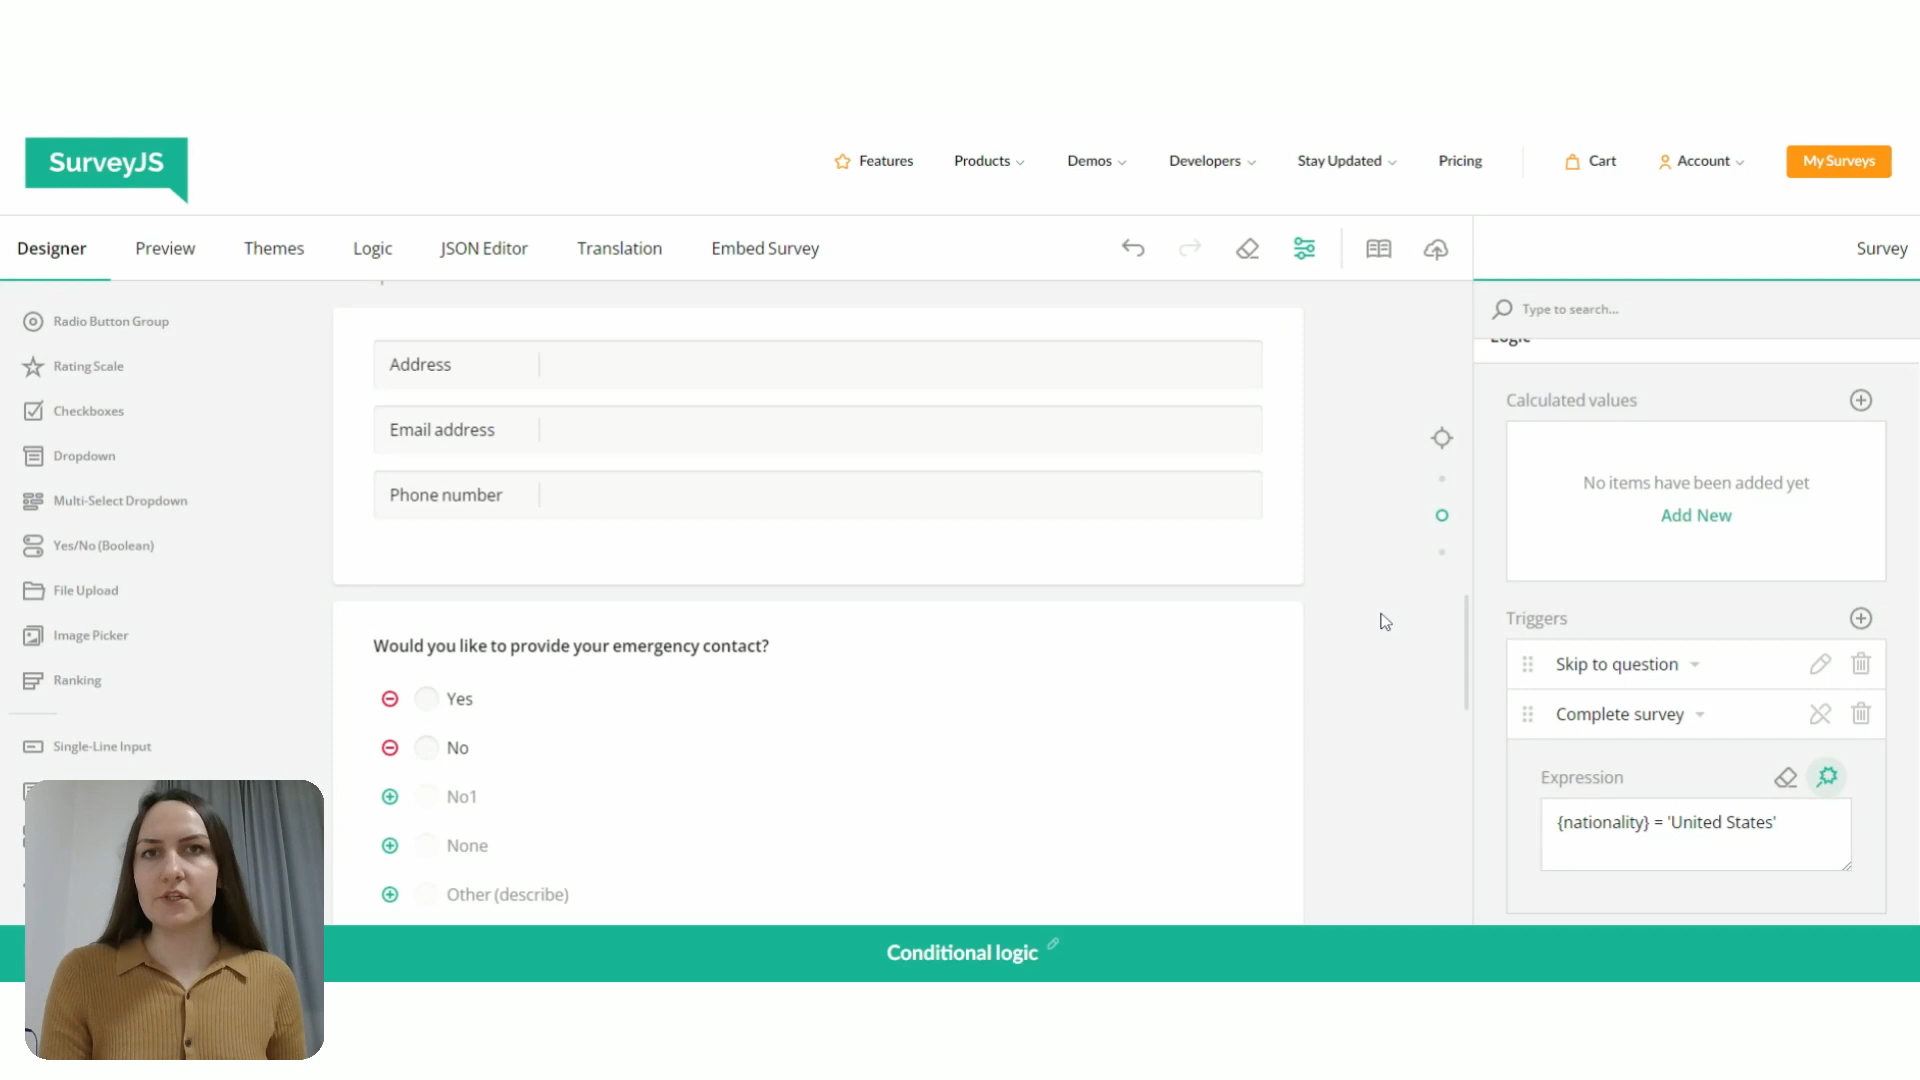 SurveyJS
Features
Products
Demos
Developers
Stay Updated
Pricing
Cart
Account
My Surveys
Designer
Preview
Themes
Logic
JSON Editor
Translation
Embed Survey
Survey
Radio Button Group
Rating Scale
Checkboxes
Dropdown
Multi-Select Dropdown
Yes/No (Boolean)
File Upload
Image Picker
Ranking
Single-Line Input
Address
Email address
Phone number
Would you like to provide your emergency contact?
Yes
No
No1
None
Other (describe)
Type to search...
Logic
Calculated values
No items have been added yet
Add New
Triggers
Skip to question
Complete survey
Expression
{nationality} = 'United States'
Conditional logic